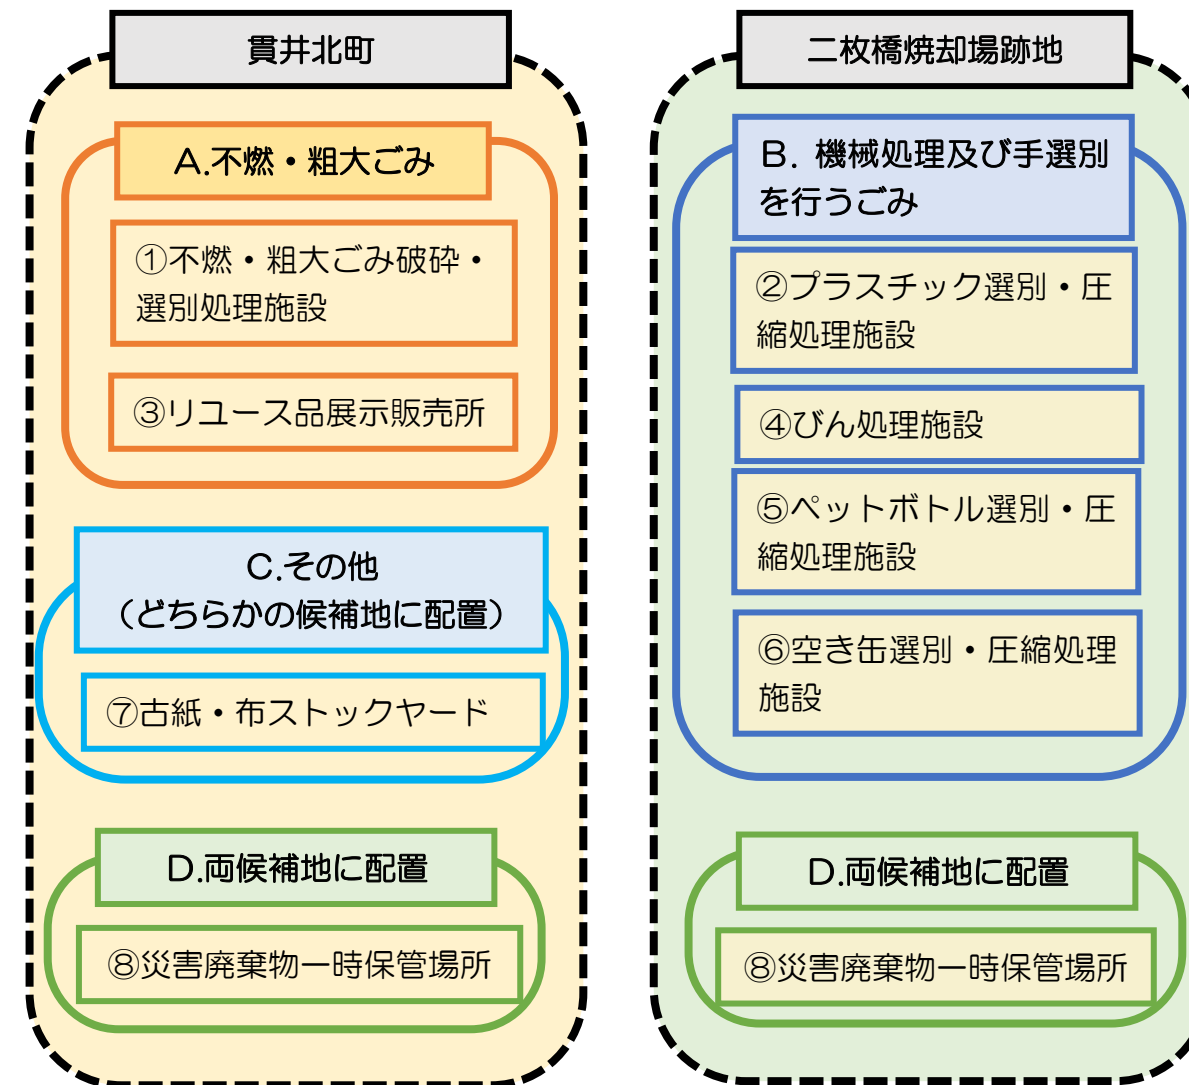 貫井北町
A.不燃・粗大ごみ
①不燃・粗大ごみ破砕・
選別処理施設
③リユース品展示販売所
C.その他
（どちらかの候補地に配置）
⑦古紙・布ストックヤード
D.両候補地に配置
⑧災害廃棄物一時保管場所
二枚橋焼却場跡地
B. 機械処理及び手選別
を行うごみ
②プラスチック選別・圧
縮処理施設
④びん処理施設
⑤ペットボトル選別・圧
縮処理施設
⑥空き缶選別・圧縮処理
施設
D.両候補地に配置
⑧災害廃棄物一時保管場所